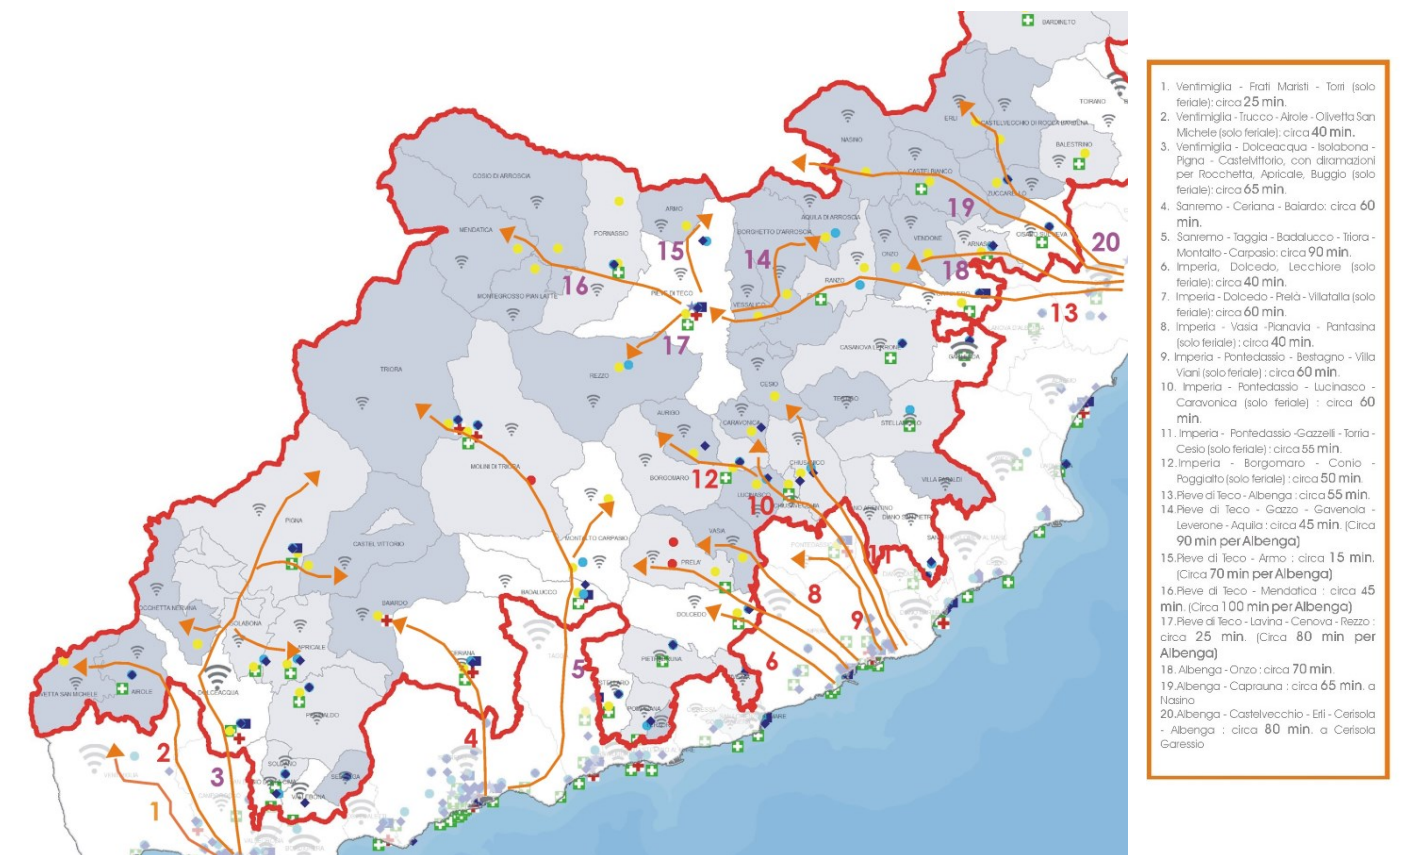 BARDINETO
TOIRANO
ERLI
CASTELVECCHIO DI ROCCA BARBENA
NASINO
BALESTRINO
CASTELBIANCO
ZUCCARELLO
COSIO DI ARROSCIA
19
ARMO
AQUILA DI ARROSCIA
MENDATICA
PORNASSIO
BORGHETTO D'ARROSCIA
VENDONE
20
15
14
ONZO
ARNASCO
18
16
MONTEGROSSO PIAN LATTE
PIEVE DI TECO
RANZO
VESSALICO
13
17
CASANOVA LERRONE
TRIORA
REZZO
CESIO
TESTICO
AURIGO
CARAVONICA
STELLANELLO
MOLINI DI TRIORA
CHIUSANICO
BORGOMARO
12
LUCINASCO
VILLA FARALDI
10
PIGNA
CASTEL VITTORIO
MONTALTO CARPASIO
VASIA
PRELA'
11
BADALUCCO
BAIARDO
8
DOLCEDO
9
APRICALE
5
6
DOLCEACQUA
AIROLE
2
4
3
1
SOLDANO
VALLEBONA
1. Ventimiglia - Frati Maristi - Torri (solo
feriale): circa 25 min.
2. Ventimiglia - Trucco - Airole - Olivetta San
Michele (solo feriale): circa 40 min.
3. Ventimiglia - Dolceacqua - Isolabona -
Pigna - Castelvittorio, con diramazioni
per Rocchetta, Apricale, Buggio (solo
feriale): circa 65 min.
4. Sanremo - Ceriana - Baiardo: circa 60
min.
5. Sanremo - Taggia - Badalucco - Triora -
Montalto - Carpasio: circa 90 min.
6. Imperia, Dolcedo, Lecchiore (solo
feriale): circa 40 min.
7. Imperia - Dolcedo - Prelà - Villatalla (solo
feriale): circa 60 min.
8. Imperia - Vasia -Pianavia - Pantasina
(solo feriale) : circa 40 min.
9. Imperia - Pontedassio - Bestagno - Villa
Viani (solo feriale) : circa 60 min.
10. Imperia - Pontedassio - Lucinasco -
Caravonica (solo feriale) : circa 60
min.
11. Imperia - Pontedassio -Gazzelli - Torria -
Cesio (solo feriale) : circa 55 min.
12.Imperia - Borgomaro - Conio -
Poggialto (solo feriale) : circa 50 min.
13.Pieve di Teco - Albenga : circa 55 min.
14.Pieve di Teco - Gazzo - Gavenola -
Leverone - Aquila : circa 45 min. (Circa
90 min per Albenga)
15.Pieve di Teco - Armo : circa 15 min.
(Circa 70 min per Albenga)
16.Pieve di Teco - Mendatica : circa 45
min. (Circa 100 min per Albenga)
17.Pieve di Teco - Lavina - Cenova - Rezzo :
circa 25 min. (Circa 80 min per
Albenga)
18. Albenga - Onzo : circa 70 min.
19.Albenga - Caprauna : circa 65 min. a
Nasino
20.Albenga - Castelvecchio - Erli - Cerisola
- Albenga : circa 80 min. a Cerisola
Garessio